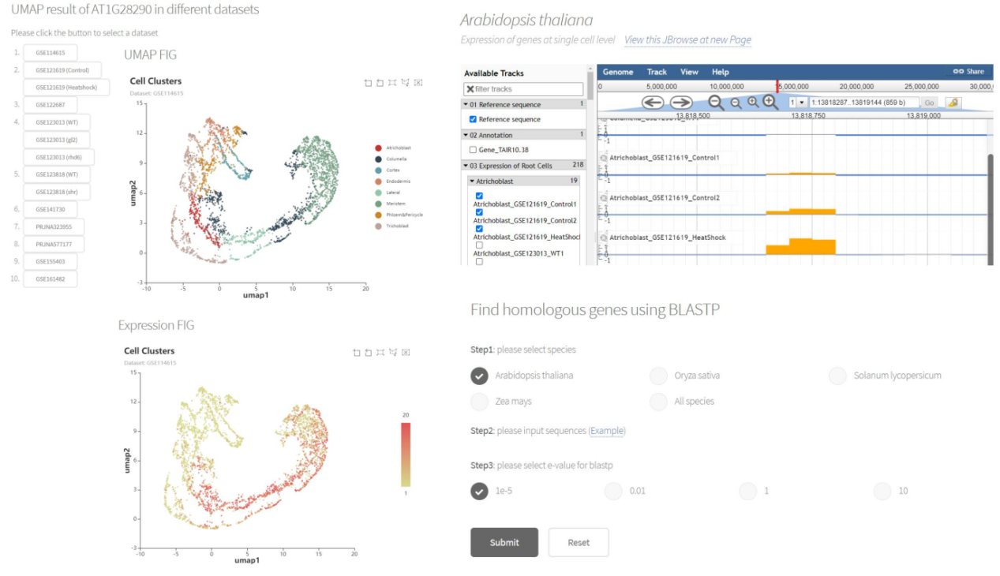 UMAP result of AT1G28290 in different datasets
Please click the button to select a dataset
1. GSE114615
2. GSE121619 (Control)
GSE121619 (Heatshock)
3. GSE122687
4. GSE123013 (WT)
GSE123013 (gl2)
GSE123013 (rhd6)
5. GSE123818 (WT)
GSE123818 (shr)
6. GSE141730
7. PRJNA323955
8. PRJNA577177
9. GSE155403
10. GSE161482
UMAP FIG
Cell Clusters
Dataset: GSE114615
15
12
9
6
3
0
-3
umap2
-10 -5 0 5 10 15 20
umap1
Atrichoblast
Columella
Cortex
Endodermis
Lateral
Meristem
Phloem&Pericycle
Trichoblast
Expression FIG
Cell Clusters
Dataset: GSE114615
15
12
9
6
3
0
-3
umap2
-10 -5 0 5 10 15 20
umap1
20
1
Arabidopsis thaliana
Expression of genes at single cell level View this JBrowse at new Page
Available Tracks
filter tracks
01 Reference sequence 1
Reference sequence
02 Annotation 1
Gene_TAIR10.38
03 Expression of Root Cells 218
Atrichoblast 19
Atrichoblast_GSE121619_Control1
Atrichoblast_GSE121619_Control2
Atrichoblast_GSE121619_HeatShocl
Atrichoblast_GSE123013_WT1
Genome Track View Help Share
0 5,000,000 10,000,000 15,000,000 20,000,000 25,000,000 30,000,
1 1:13818287..13819144 (859 b) Go
13,818,500 13,818,750 13,819,000
-1
Atrichoblast_GSE121619_Control1
-1
Atrichoblast_GSE121619_Control2
-1
Atrichoblast_GSE121619_HeatShock
-1
Find homologous genes using BLASTP
Step1: please select species
Arabidopsis thaliana Oryza sativa Solanum lycopersicum
Zea mays All species
Step2: please input sequences (Example)
Step3: please select e-value for blastp
1e-5 0.01 1 10
Submit Reset